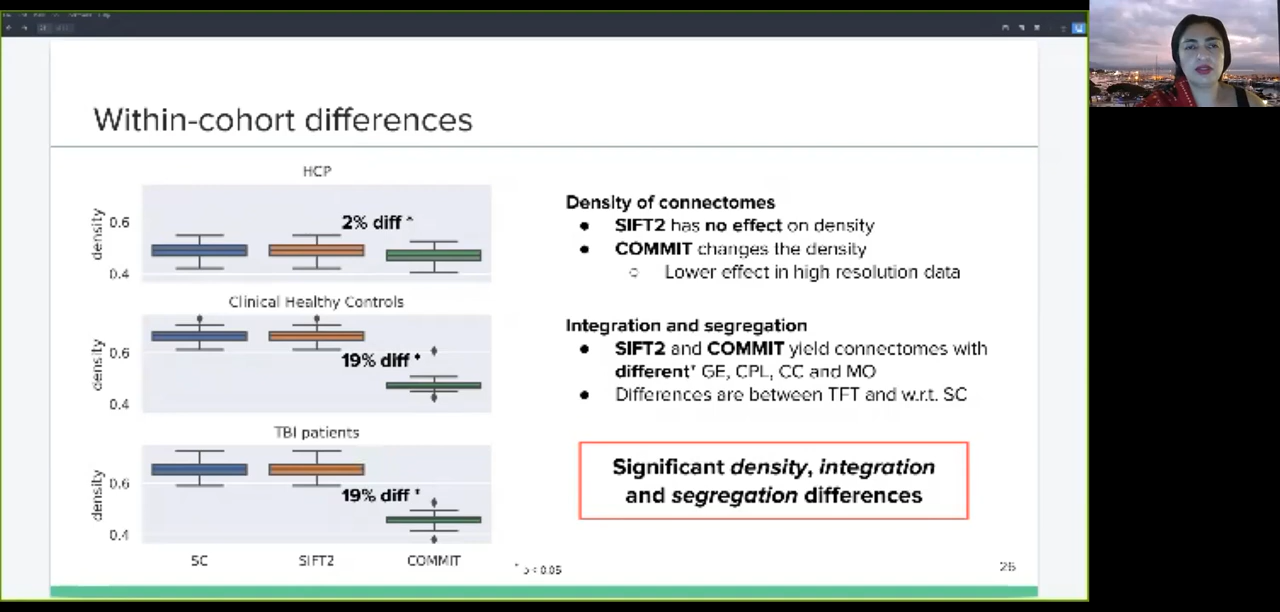 Within-cohort differences
HCP
density
0.6
0.4
2% diff *
Clinical Healthy Controls
density
0.6
0.4
19% diff *
TBI patients
density
0.6
0.4
19% diff *
SC SIFT2 COMMIT
* p < 0.05
Density of connectomes
● SIFT2 has no effect on density
● COMMIT changes the density
○ Lower effect in high resolution data
Integration and segregation
● SIFT2 and COMMIT yield connectomes with
different* GE, CPL, CC and MO
● Differences are between TFT and w.r.t. SC
Significant density, integration
and segregation differences
26